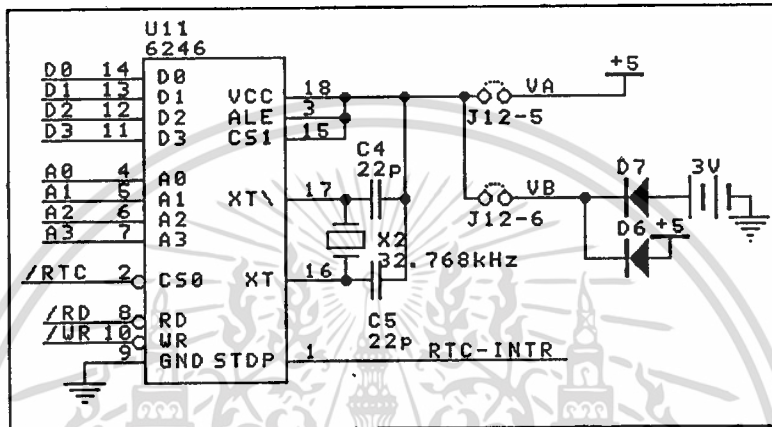 U11
6246
D0 14 D0
D1 13 D1
D2 12 D2
D3 11 D3
A0 4 A0
A1 5 A1
A2 6 A2
A3 7 A3
/RTC 2 CS0
/RD 8 RD
/WR 10 WR
9 GND
VCC 18
ALE 3
CS1 15
XT\ 17
XT 16
STDP 1 RTC-INTR
C4
22p
X2
32.768kHz
C5
22p
VA
J12-5
+5
VB
J12-6
D7
3V
D6
+5